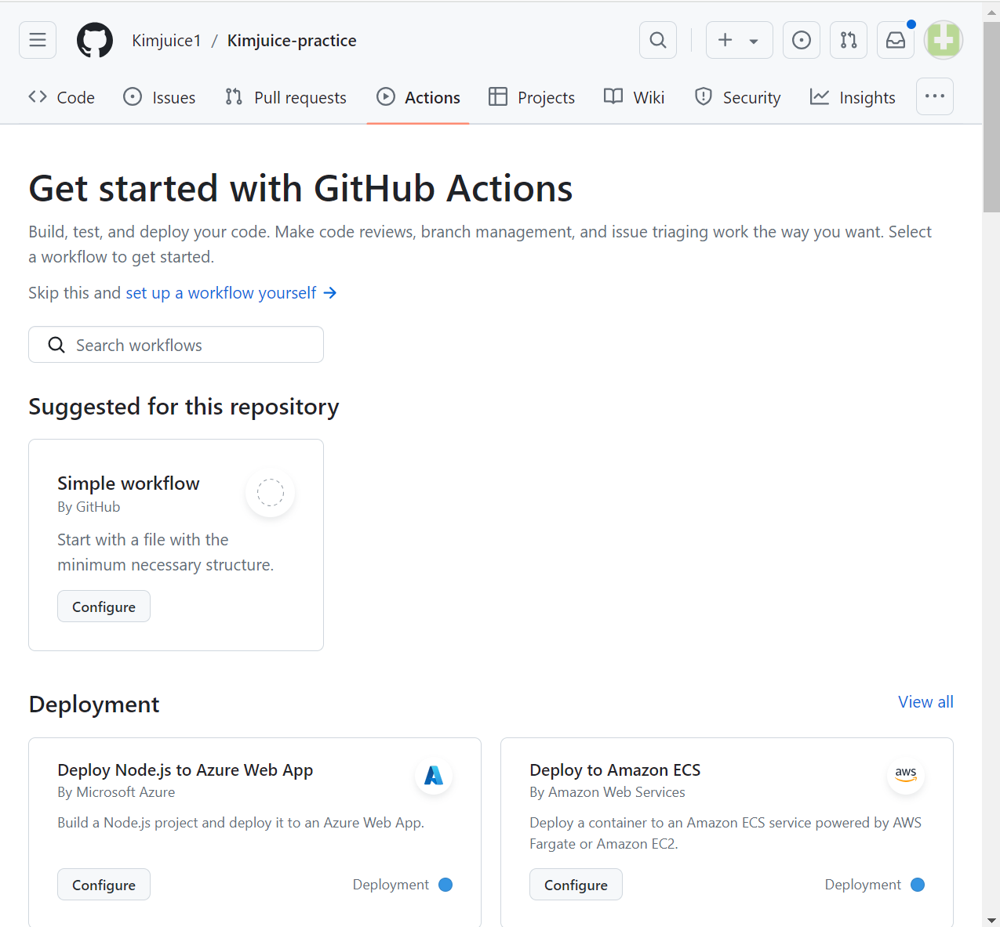 Kimjuice1 / Kimjuice-practice
Code Issues Pull requests Actions Projects Wiki Security Insights
Get started with GitHub Actions
Build, test, and deploy your code. Make code reviews, branch management, and issue triaging work the way you want. Select
a workflow to get started.
Skip this and set up a workflow yourself →
Search workflows
Suggested for this repository
Simple workflow
By GitHub
Start with a file with the
minimum necessary structure.
Configure
Deployment
View all
Deploy Node.js to Azure Web App
By Microsoft Azure
Build a Node.js project and deploy it to an Azure Web App.
Configure
Deployment
Deploy to Amazon ECS
aws
By Amazon Web Services
Deploy a container to an Amazon ECS service powered by AWS
Fargate or Amazon EC2.
Configure
Deployment